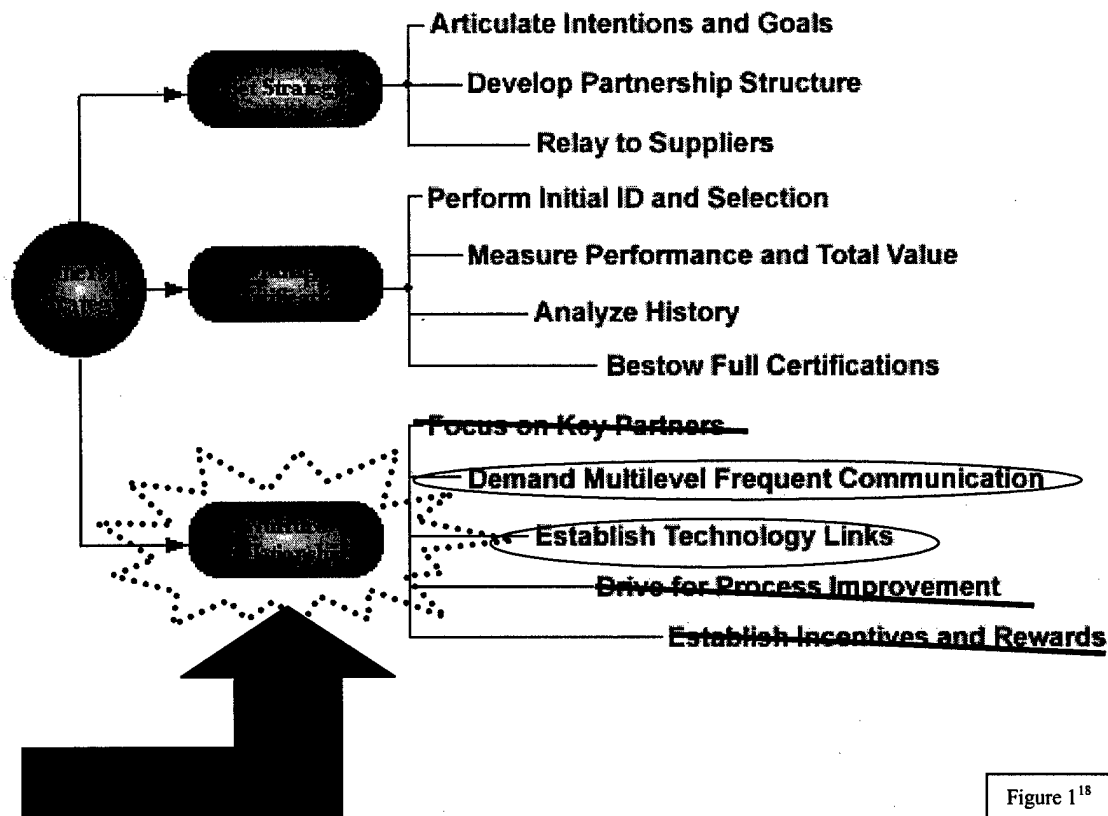 Articulate Intentions and Goals
Develop Partnership Structure
Relay to Suppliers
Perform Initial ID and Selection
Measure Performance and Total Value
Analyze History
Bestow Full Certifications
Focus on Key Partners
Demand Multilevel Frequent Communication
Establish Technology Links
Drive for Process Improvement
Establish Incentives and Rewards
Figure 1¹⁸